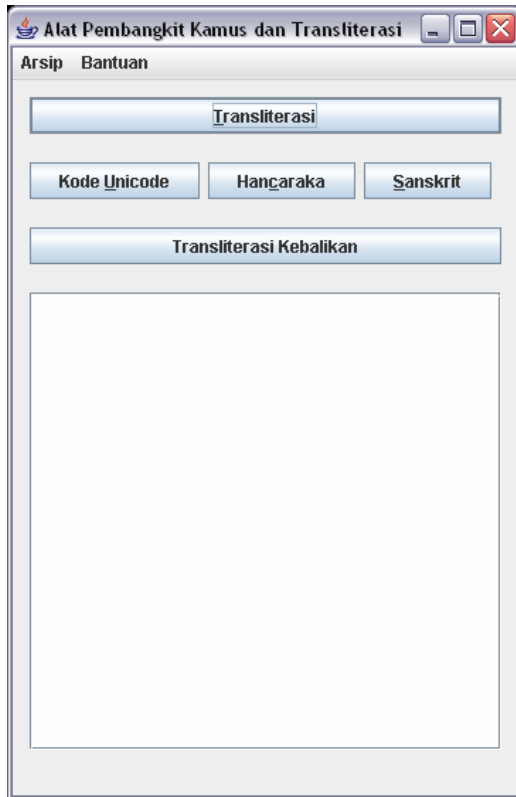 Alat Pembangkit Kamus dan Transliterasi
Arsip Bantuan
Transliterasi
Kode Unicode Hancaraka Sanskrit
Transliterasi Kebalikan